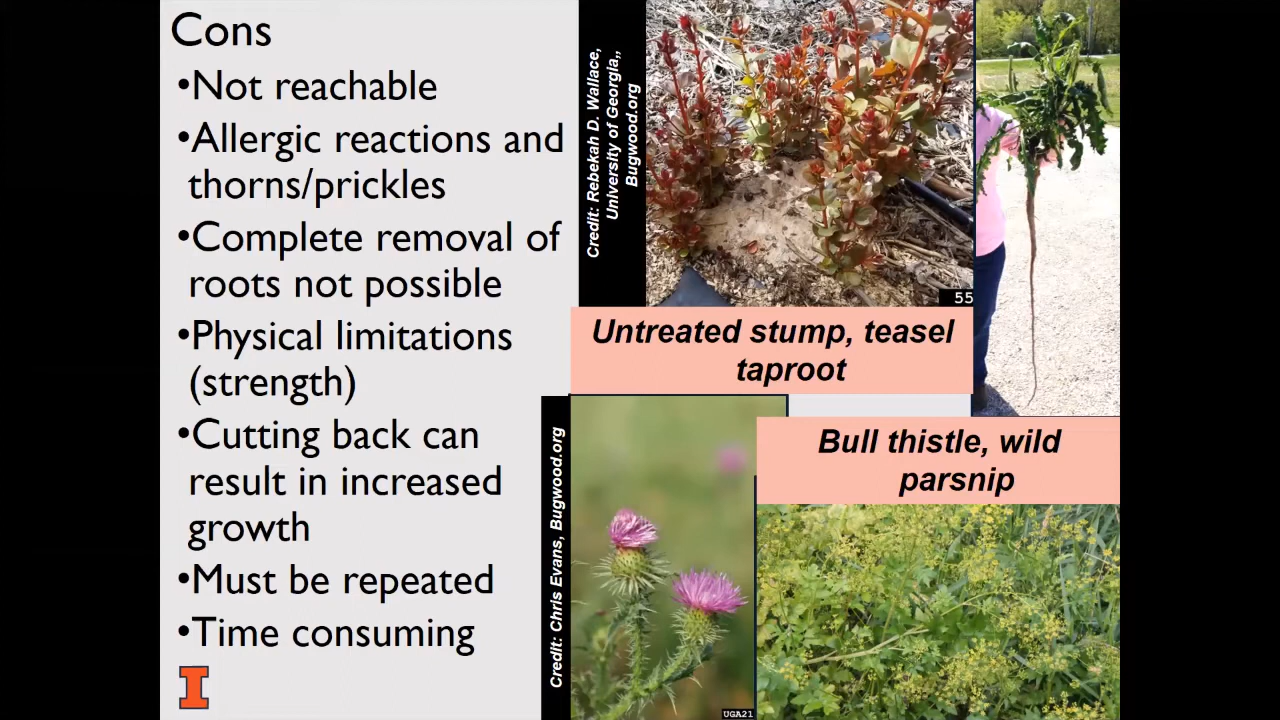 Cons
•Not reachable
•Allergic reactions and
thorns/prickles
•Complete removal of
roots not possible
•Physical limitations
(strength)
•Cutting back can
result in increased
growth
•Must be repeated
•Time consuming
I
Credit: Rebekah D. Wallace,
University of Georgia,,
Bugwood.org
55
Untreated stump, teasel
taproot
Credit: Chris Evans, Bugwood.org
UGA21
Bull thistle, wild
parsnip